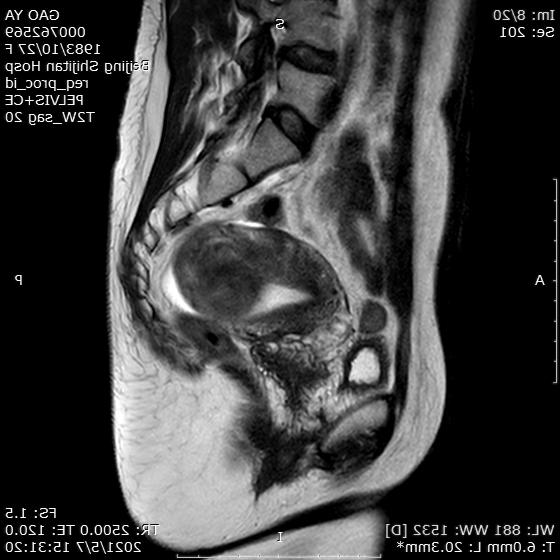 GAO YA
000762569
1983/10/27 F
Beijing Shijitan Hosp
req_proc_id
PELVIS+CE
T2W_sag 20
Im: 8/20
Se: 201
S
P
A
I
FS: 1.5
TR: 2500.0 TE: 120.0
2021/5/7 15:31:20
WL: 881 WW: 1532 [D]
T: 6.0mm L: 20.3mm*